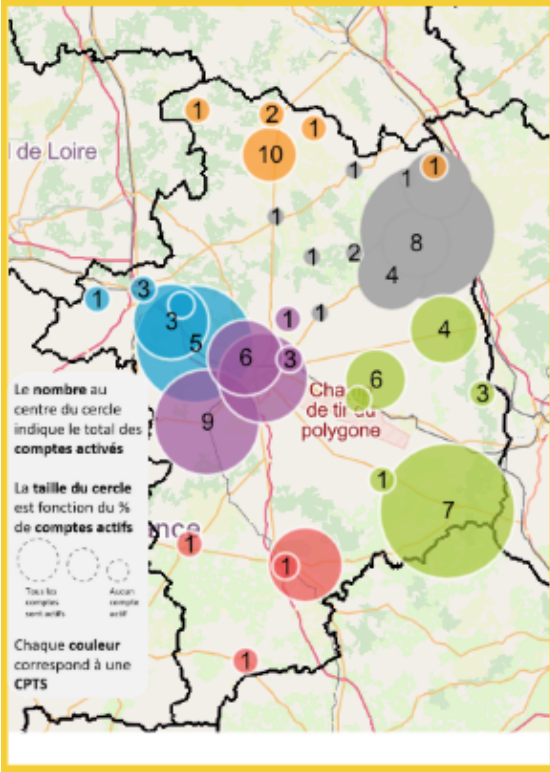 1
2
1
10
l de Loire
1
1
1
1
8
1
2
4
3
1
3
5
1
1
4
6
3
6
3
Cha
de tir du
polygone
9
Le nombre au
centre du cercle
indique le total des
comptes activés
1
7
La taille du cercle
est fonction du %
de comptes actifs
nce
1
1
Tous les
comptes
sont actifs
Aucun
compte
actif
Chaque couleur
correspond à une
CPTS
1